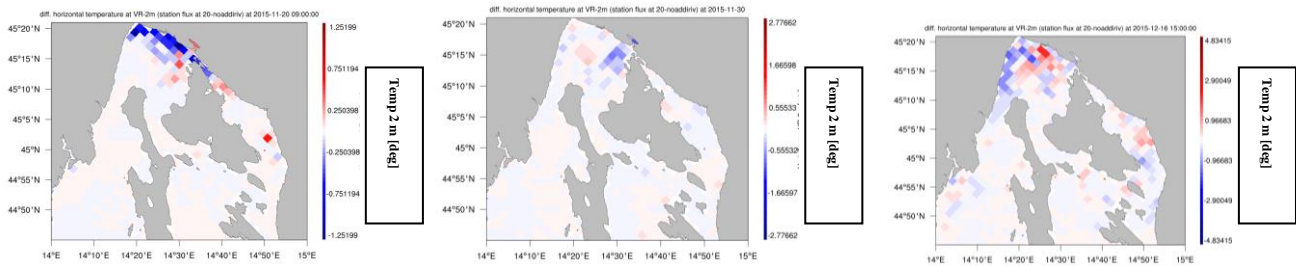 diff. horizontal temperature at VR-2m (station flux at 20-noaddiriv) at 2015-11-20 09:00:00
45°20'N
45°15'N
45°10'N
45°5'N
45°N
44°55'N
44°50'N
14°E
14°10'E
14°20'E
14°30'E
14°40'E
14°50'E
1.25199
0.751194
0.250398
-0.250398
-0.751194
-1.25199
Temp 2 m [deg]
diff. horizontal temperature at VR-2m (station flux at 20-noaddiriv) at 2015-11-30
45°20'N
45°15'N
45°10'N
45°5'N
45°N
44°55'N
44°50'N
14°E
14°10'E
14°20'E
14°30'E
14°40'E
14°50'E
2.77662
1.66598
0.55533
-0.55532
-1.66597
-2.77662
Temp 2 m [deg]
diff. horizontal temperature at VR-2m (station flux at 20-noaddiriv) at 2015-12-16 15:00:00
45°20'N
45°15'N
45°10'N
45°5'N
45°N
44°55'N
44°50'N
14°E
14°10'E
14°20'E
14°30'E
14°40'E
14°50'E
15°E
4.83415
2.90049
0.96683
-0.96683
-2.90049
-4.83415
Temp 2 m [deg]